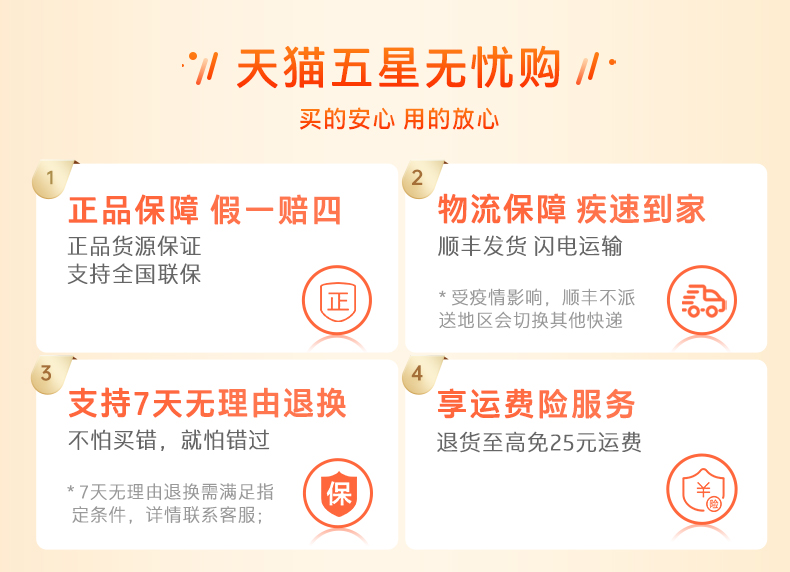 天猫五星无忧购
买的安心 用的放心
1
正品保障 假一赔四
正品货源保证
支持全国联保
正
2
物流保障 疾速到家
顺丰发货 闪电运输
* 受疫情影响，顺丰不派
送地区会切换其他快递
3
支持7天无理由退换
不怕买错，就怕错过
* 7天无理由退换需满足指
定条件，详情联系客服；
保
4
享运费险服务
退货至高免25元运费
¥
险